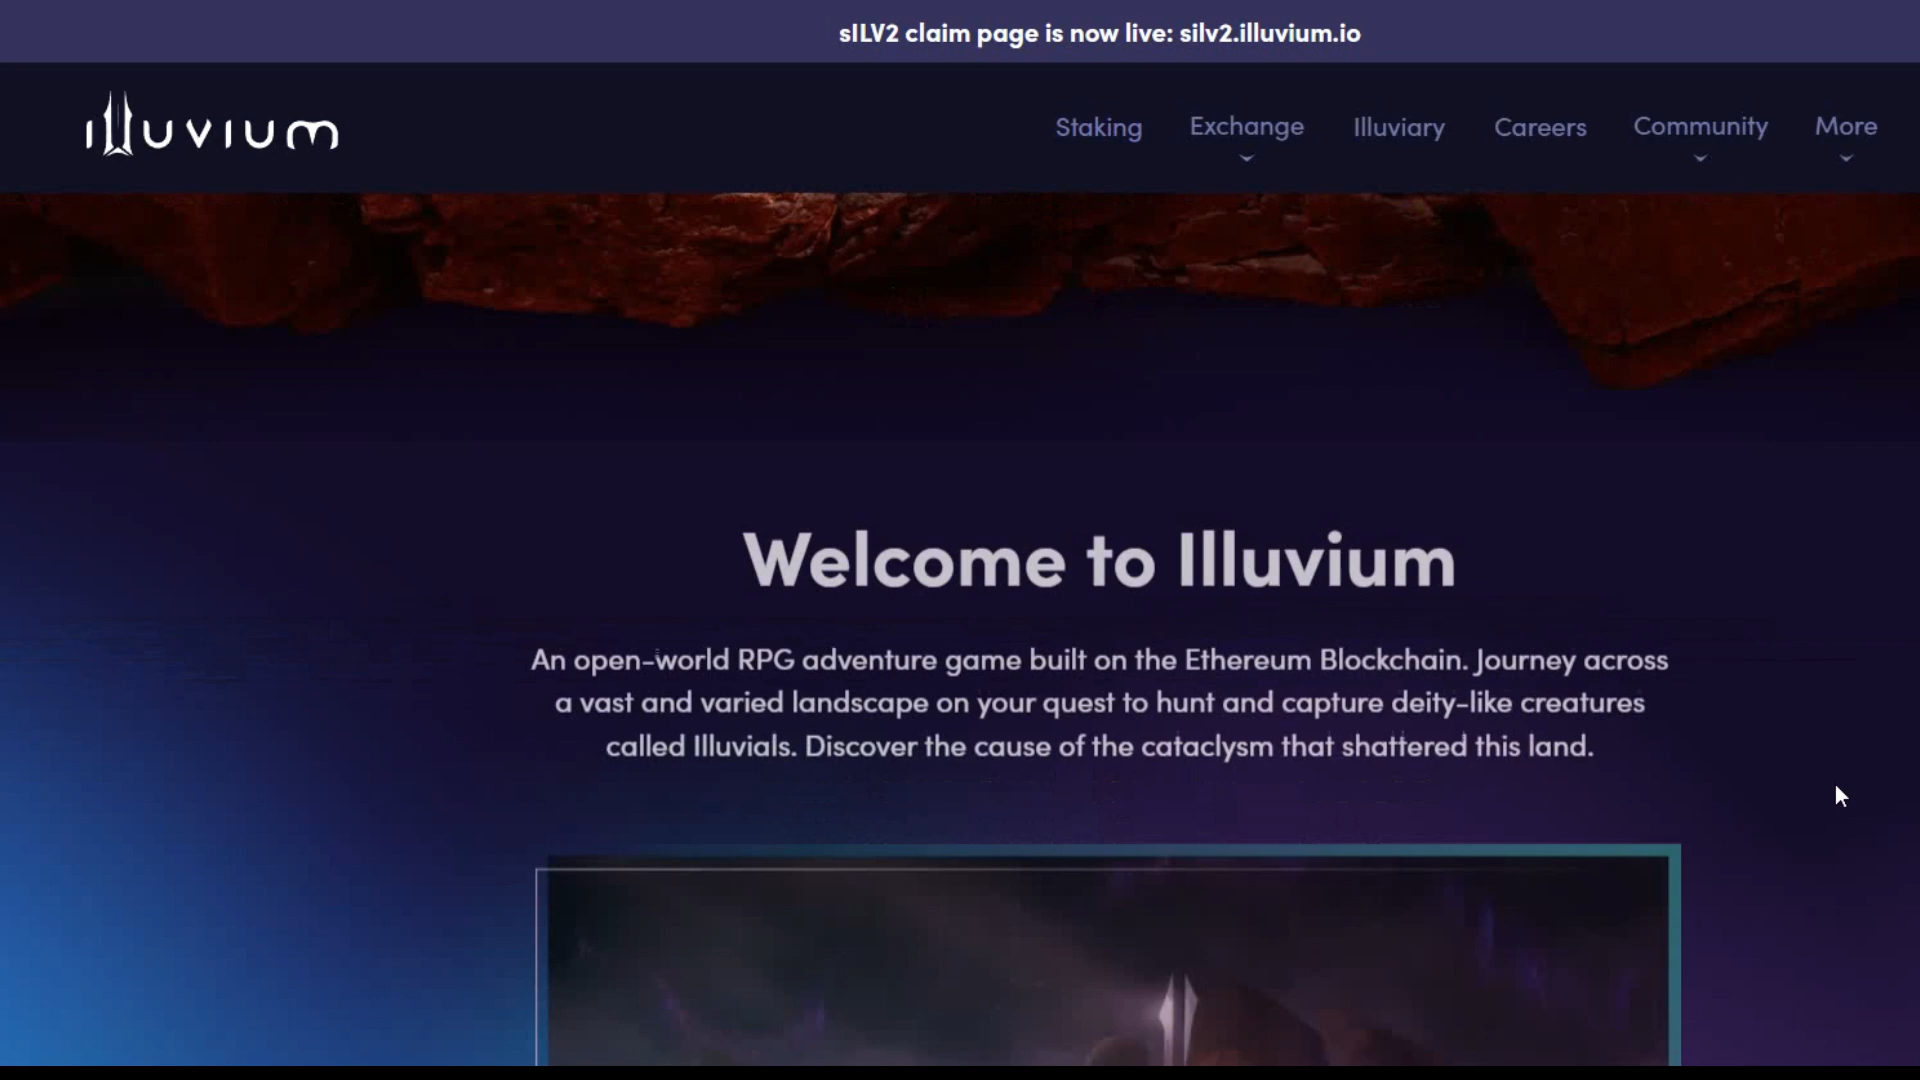 sILV2 claim page is now live: silv2.illuvium.io
illuvium
Staking Exchange Illuviary Careers Community More
Welcome to Illuvium
An open-world RPG adventure game built on the Ethereum Blockchain. Journey across
a vast and varied landscape on your quest to hunt and capture deity-like creatures
called Illuvials. Discover the cause of the cataclysm that shattered this land.